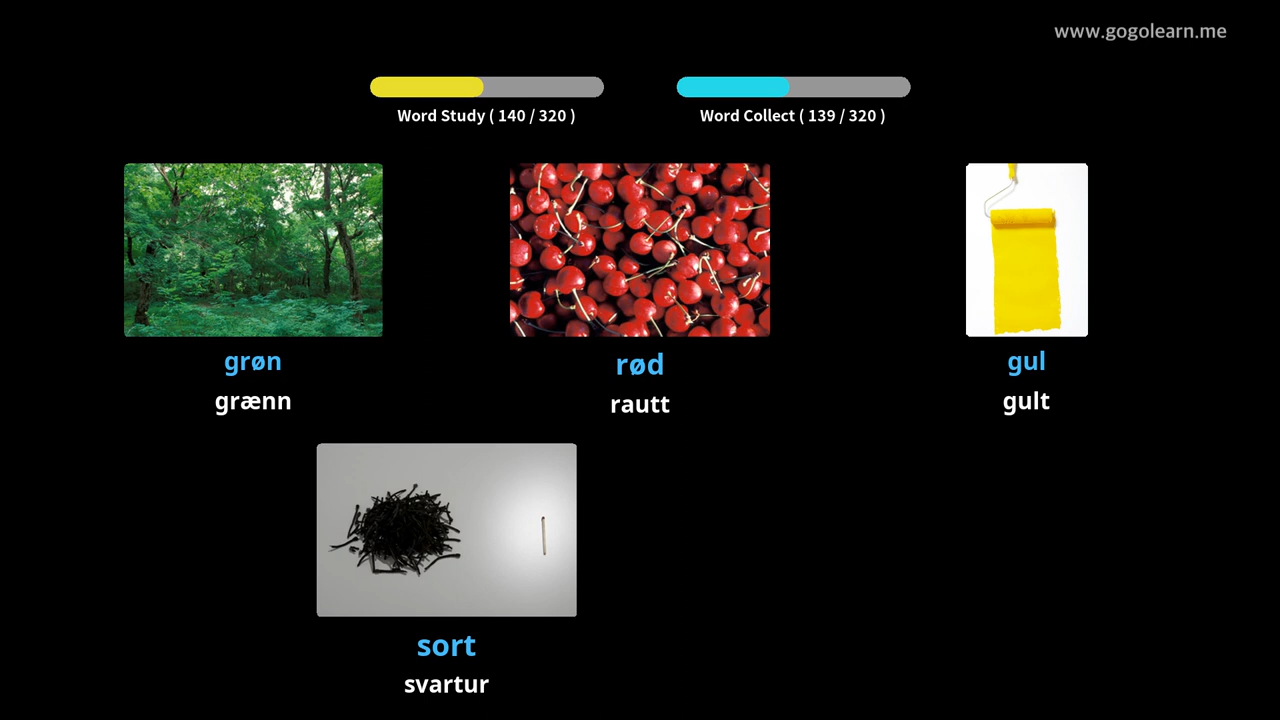 www.gogolearn.me
Word Study ( 140 / 320 )
Word Collect ( 139 / 320 )
grøn
grænn
rød
rautt
gul
gult
sort
svartur